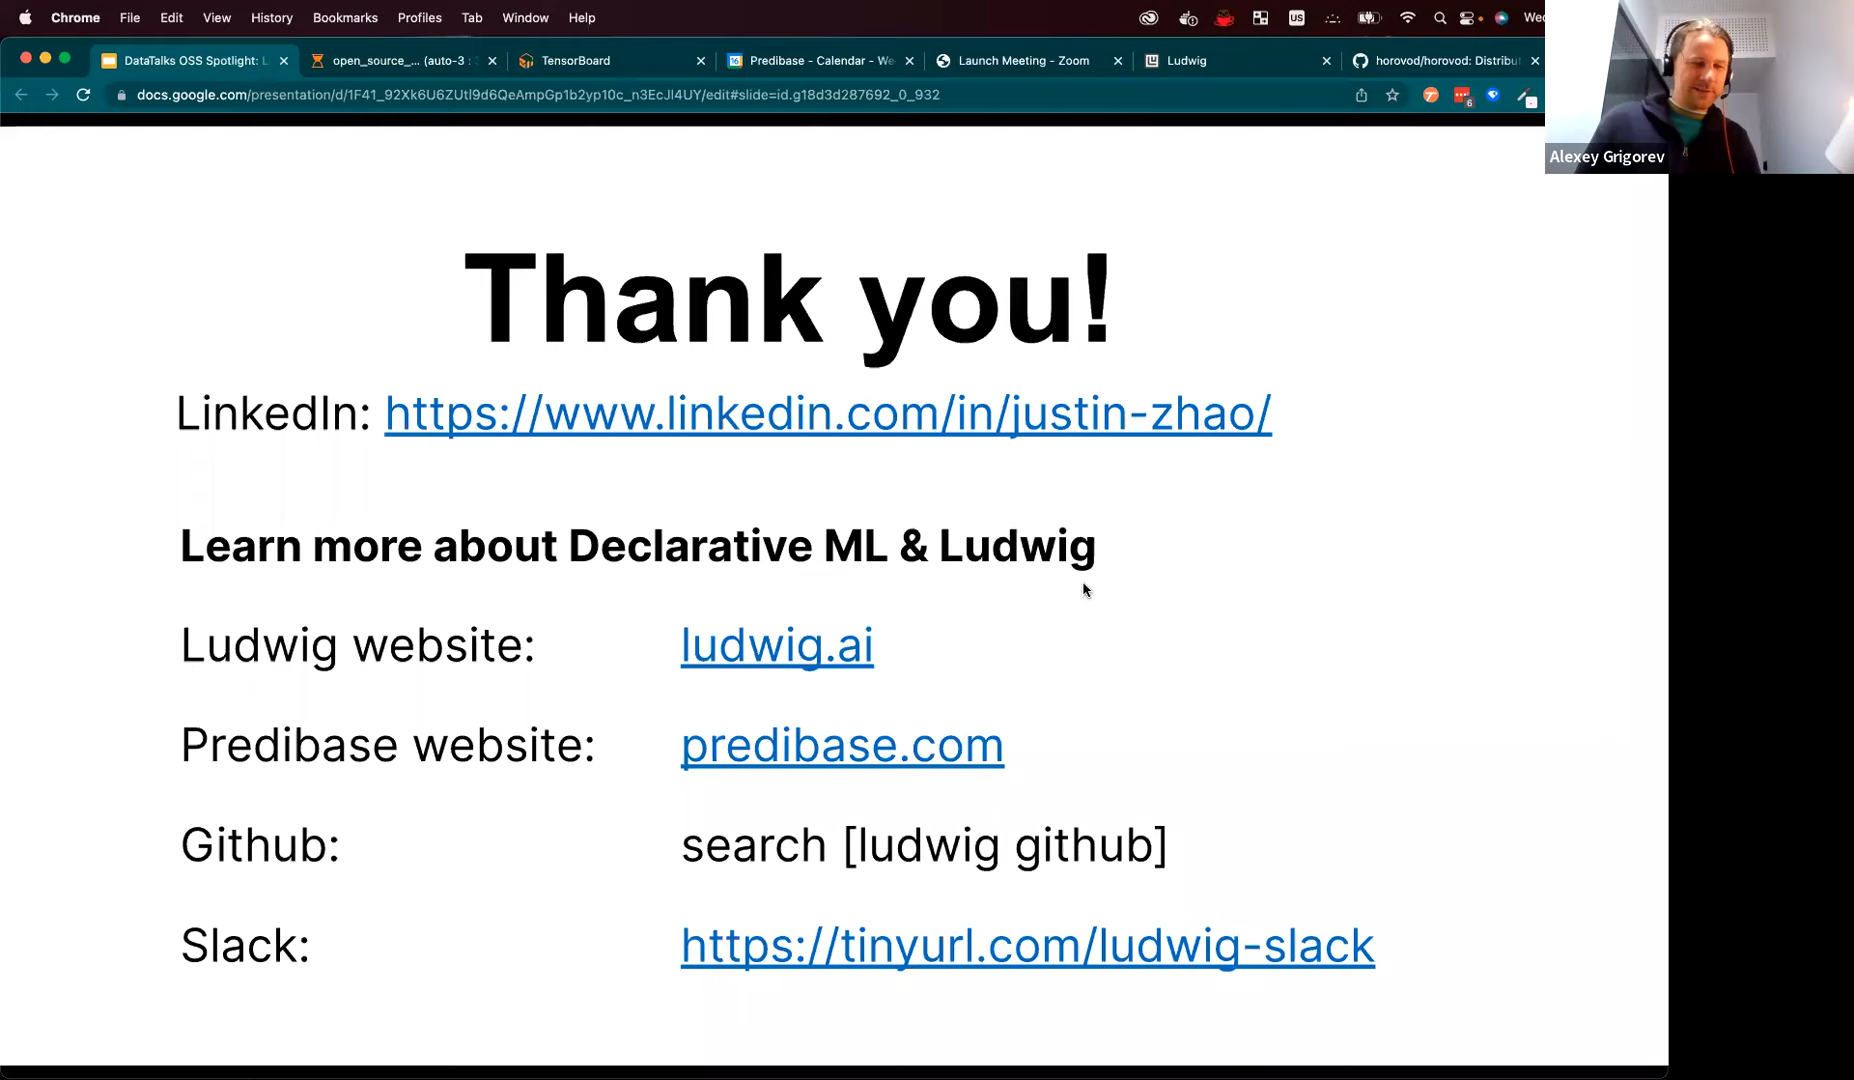 Chrome File Edit View History Bookmarks Profiles Tab Window Help US
DataTalks OSS Spotlight: open_source_... (auto-3 : TensorBoard Predibase - Calendar - We Launch Meeting - Zoom Ludwig horovod/horovod: Distribu
docs.google.com/presentation/d/1F41_92Xk6U6ZUtl9d6QeAmpGp1b2yp10c_n3EcJl4UY/edit#slide=id.g18d3d287692_0_932
Alexey Grigorev
Thank you!
LinkedIn: https://www.linkedin.com/in/justin-zhao/
Learn more about Declarative ML & Ludwig
Ludwig website: ludwig.ai
Predibase website: predibase.com
Github: search [ludwig github]
Slack: https://tinyurl.com/ludwig-slack